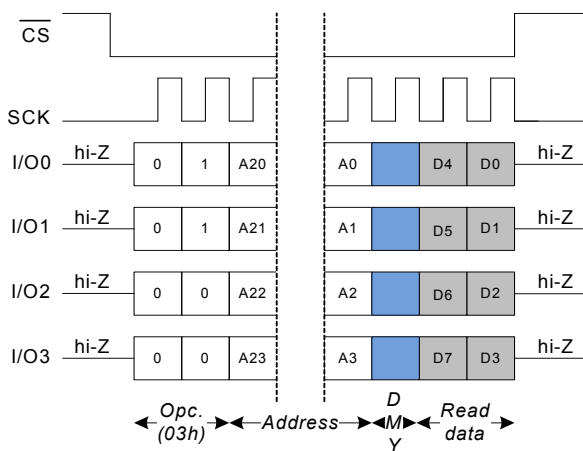 CS
SCK
I/O0 hi-Z 0 1 A20 A0 D4 D0 hi-Z
I/O1 hi-Z 0 1 A21 A1 D5 D1 hi-Z
I/O2 hi-Z 0 0 A22 A2 D6 D2 hi-Z
I/O3 hi-Z 0 0 A23 A3 D7 D3 hi-Z
Opc. Address D Read
(03h) M data
Y